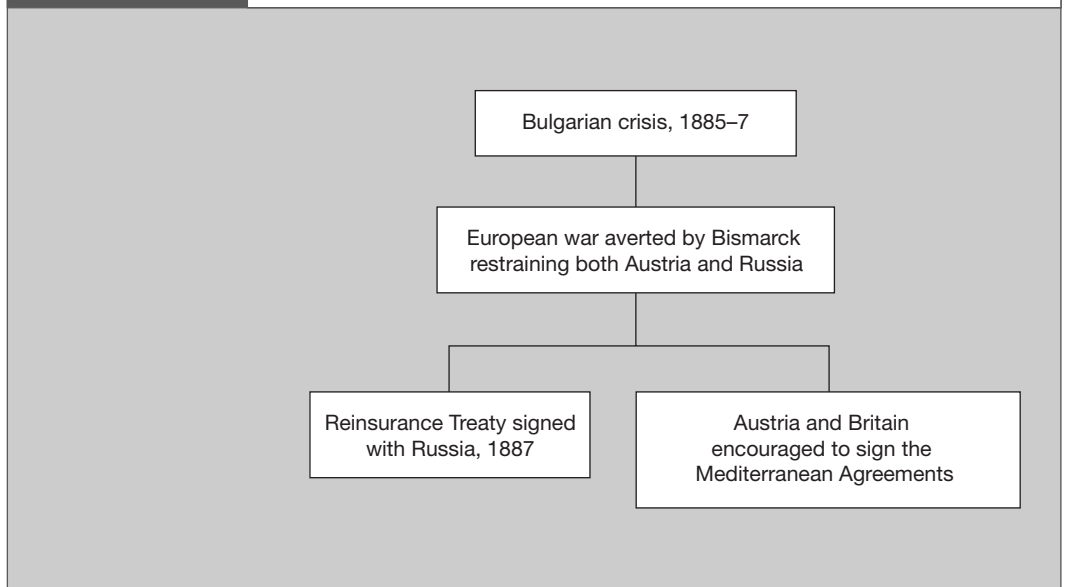 Bulgarian crisis, 1885–7
European war averted by Bismarck
restraining both Austria and Russia
Reinsurance Treaty signed
with Russia, 1887
Austria and Britain
encouraged to sign the
Mediterranean Agreements